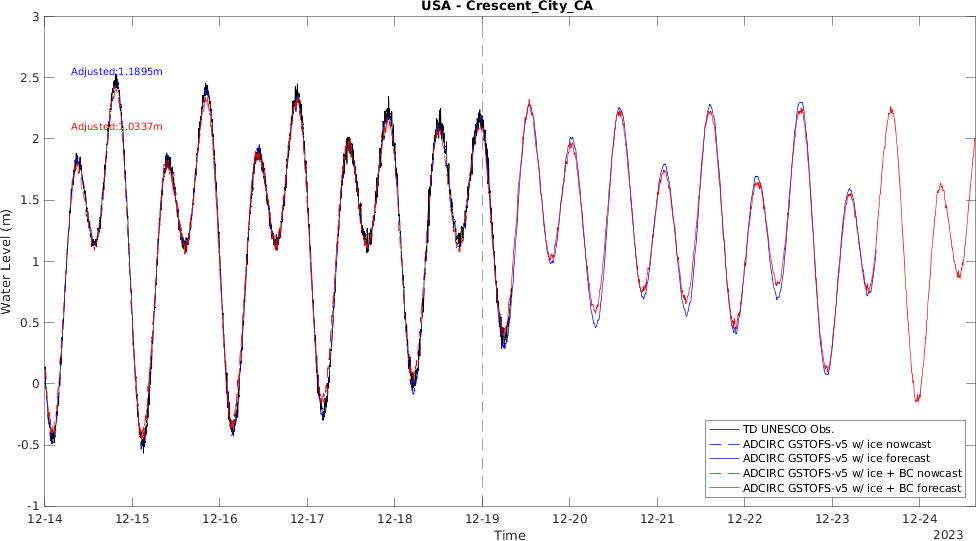 USA - Crescent_City_CA
3
2.5
2
1.5
1
0.5
0
-0.5
-1
Water Level (m)
Adjusted:1.1895m
Adjusted:1.0337m
TD UNESCO Obs.
ADCIRC GSTOFS-v5 w/ ice nowcast
ADCIRC GSTOFS-v5 w/ ice forecast
ADCIRC GSTOFS-v5 w/ ice + BC nowcast
ADCIRC GSTOFS-v5 w/ ice + BC forecast
12-14 12-15 12-16 12-17 12-18 12-19 12-20 12-21 12-22 12-23 12-24
Time
2023